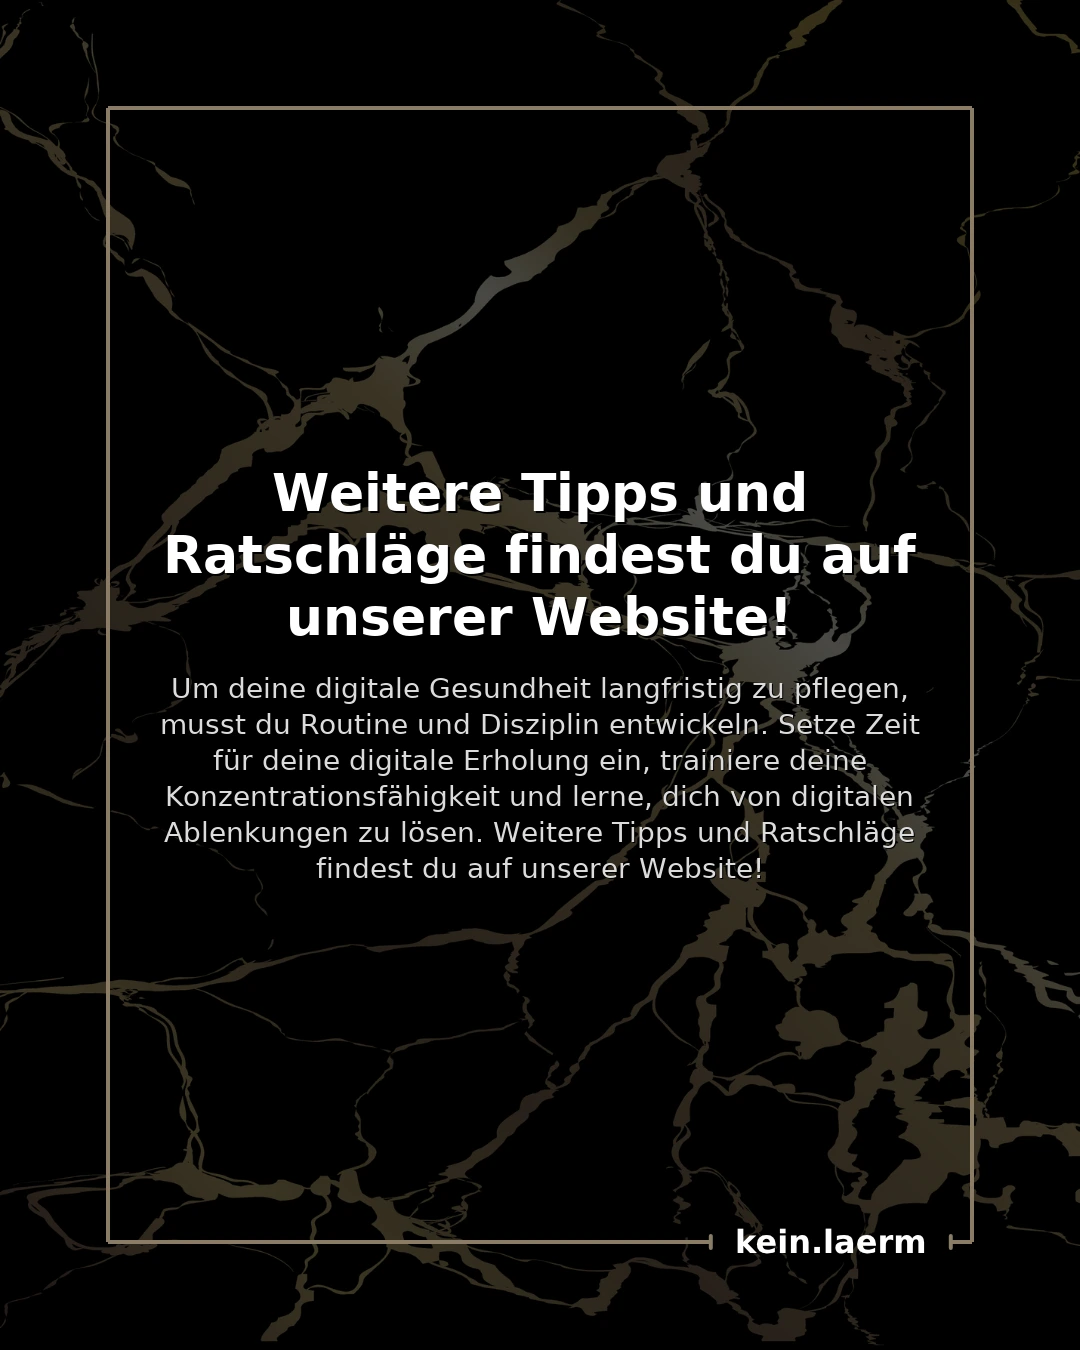 Weitere Tipps und
Ratschläge findest du auf
unserer Website!
Um deine digitale Gesundheit langfristig zu pflegen,
musst du Routine und Disziplin entwickeln. Setze Zeit
für deine digitale Erholung ein, trainiere deine
Konzentrationsfähigkeit und lerne, dich von digitalen
Ablenkungen zu lösen. Weitere Tipps und Ratschläge
findest du auf unserer Website!
kein.laerm